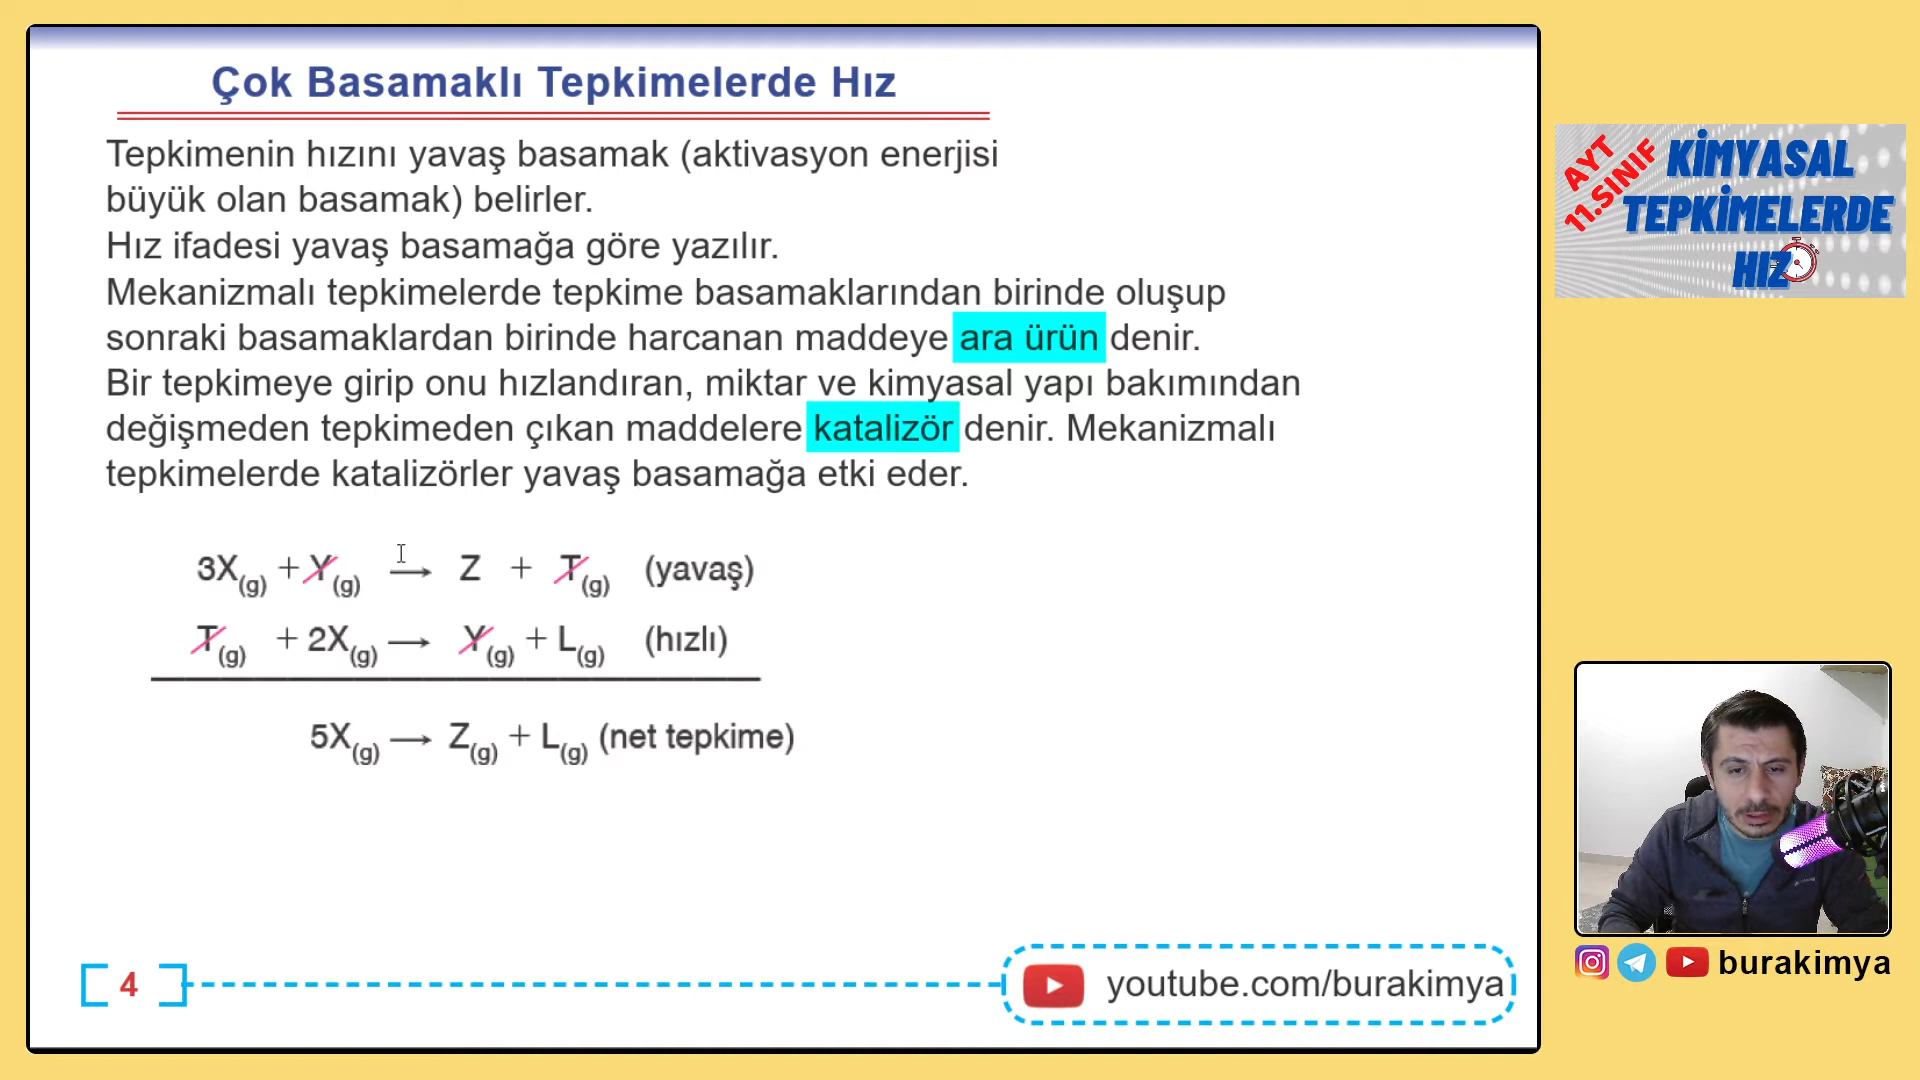 Çok Basamaklı Tepkimelerde Hız
Tepkimenin hızını yavaş basamak (aktivasyon enerjisi
büyük olan basamak) belirler.
Hız ifadesi yavaş basamağa göre yazılır.
Mekanizmalı tepkimelerde tepkime basamaklarından birinde oluşup
sonraki basamaklardan birinde harcanan maddeye ara ürün denir.
Bir tepkimeye girip onu hızlandıran, miktar ve kimyasal yapı bakımından
değişmeden tepkimeden çıkan maddelere katalizör denir. Mekanizmalı
tepkimelerde katalizörler yavaş basamağa etki eder.
3X(g) + Y(g) → Z + T(g) (yavaş)
T(g) + 2X(g) → Y(g) + L(g) (hızlı)
5X(g) → Z(g) + L(g) (net tepkime)
4
youtube.com/burakimya
AYT
11.SINIF
KİMYASAL
TEPKİMELERDE
HIZ
burakimya